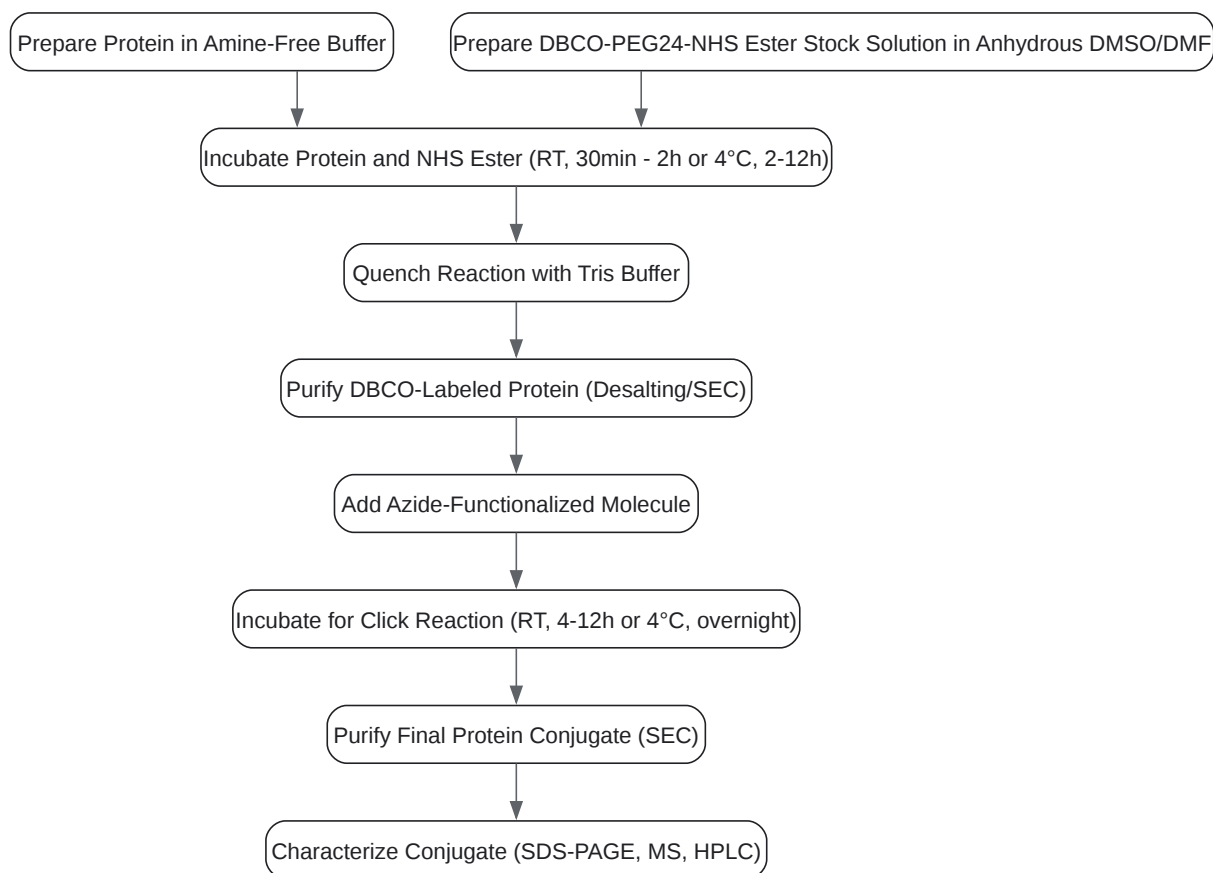 Prepare Protein in Amine-Free Buffer
Prepare DBCO-PEG24-NHS Ester Stock Solution in Anhydrous DMSO/DMF
Incubate Protein and NHS Ester (RT, 30min - 2h or 4°C, 2-12h)
Quench Reaction with Tris Buffer
Purify DBCO-Labeled Protein (Desalting/SEC)
Add Azide-Functionalized Molecule
Incubate for Click Reaction (RT, 4-12h or 4°C, overnight)
Purify Final Protein Conjugate (SEC)
Characterize Conjugate (SDS-PAGE, MS, HPLC)